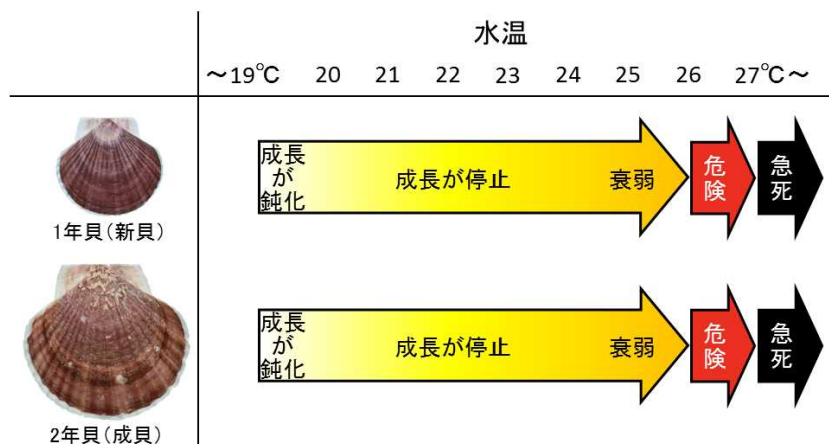 水温
～19℃ 20 21 22 23 24 25 26 27℃～
成長
が
鈍化
成長が停止
衰弱
危
険
急
死
1年貝(新貝)
成長
が
鈍化
成長が停止
衰弱
危
険
急
死
2年貝(成貝)